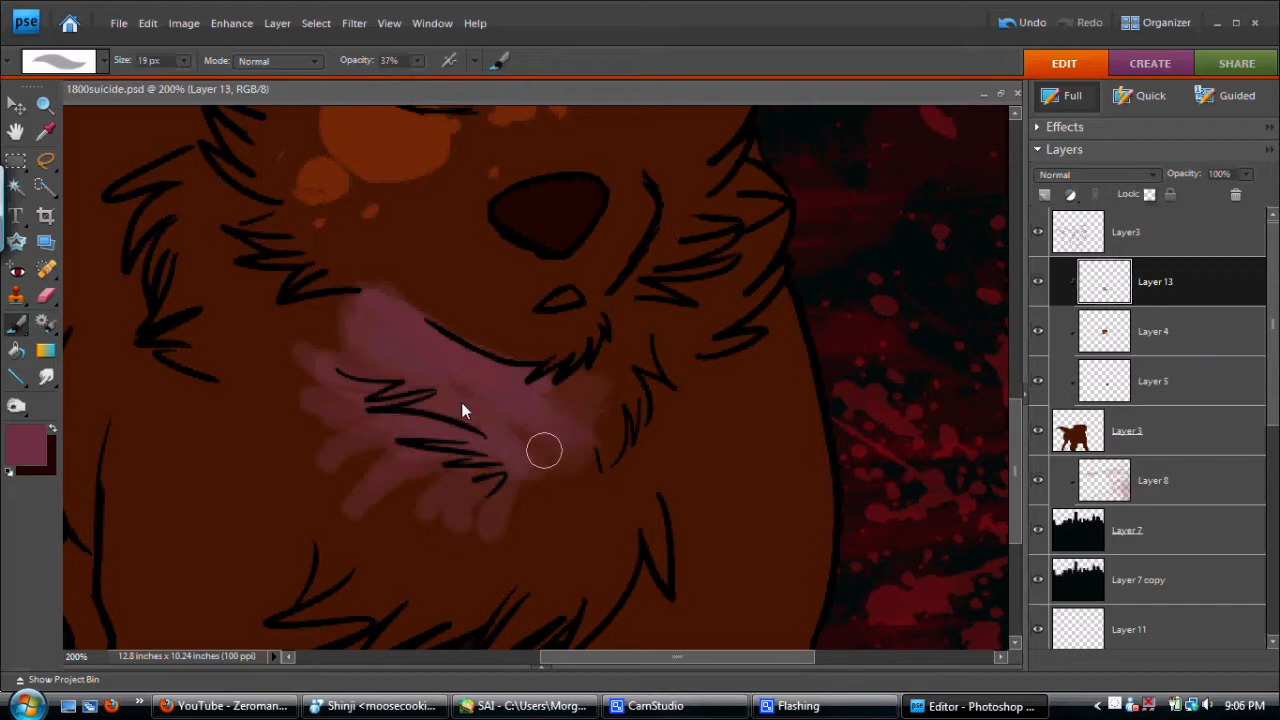 pse File Edit Image Enhance Layer Select Filter View Window Help Undo Redo Organizer
Size: 19 px Mode: Normal Opacity: 37% EDIT CREATE SHARE
1800suicide.psd @ 200% (Layer 13, RGB/8)
Full Quick Guided
Effects
Layers
Normal Opacity: 100%
Lock:
Layer3
Layer 13
Layer 4
Layer 5
Layer 3
Layer 8
Layer 7
Layer 7 copy
Layer 11
200% 12.8 inches x 10.24 inches (100 ppi)
Show Project Bin
YouTube - Zeroman... Shinji <moosecooki... SAI - C:\Users\Morg... CamStudio Flashing Editor - Photoshop ... 9:06 PM